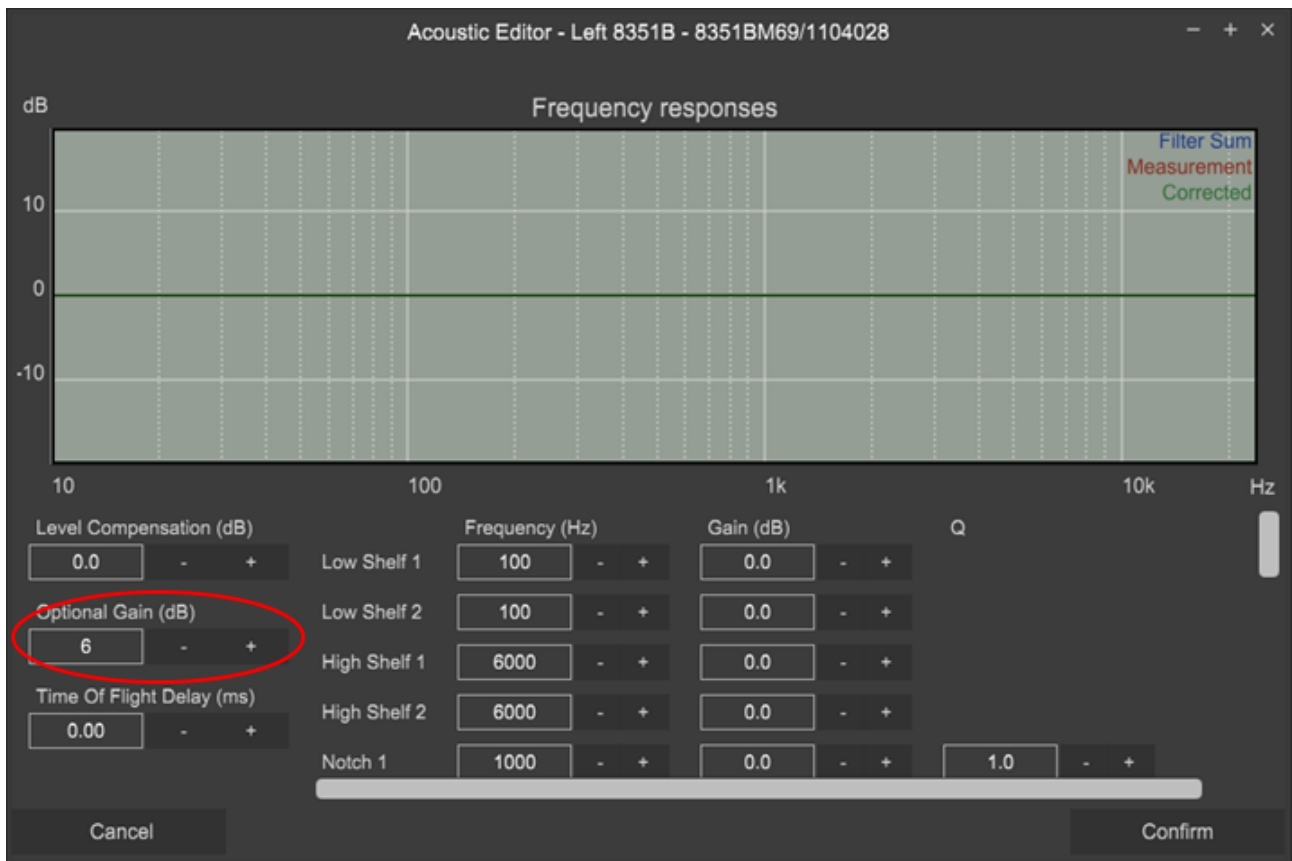 Acoustic Editor - Left 8351B - 8351BM69/1104028 − + ×
dB Frequency responses
Filter Sum
Measurement
Corrected
10
0
-10
10 100 1k 10k Hz
Level Compensation (dB) Frequency (Hz) Gain (dB) Q
0.0 - + Low Shelf 1 100 - + 0.0 - +
Optional Gain (dB) Low Shelf 2 100 - + 0.0 - +
6 - + High Shelf 1 6000 - + 0.0 - +
Time Of Flight Delay (ms) High Shelf 2 6000 - + 0.0 - +
0.00 - +
Notch 1 1000 - + 0.0 - + 1.0 - +
Cancel Confirm